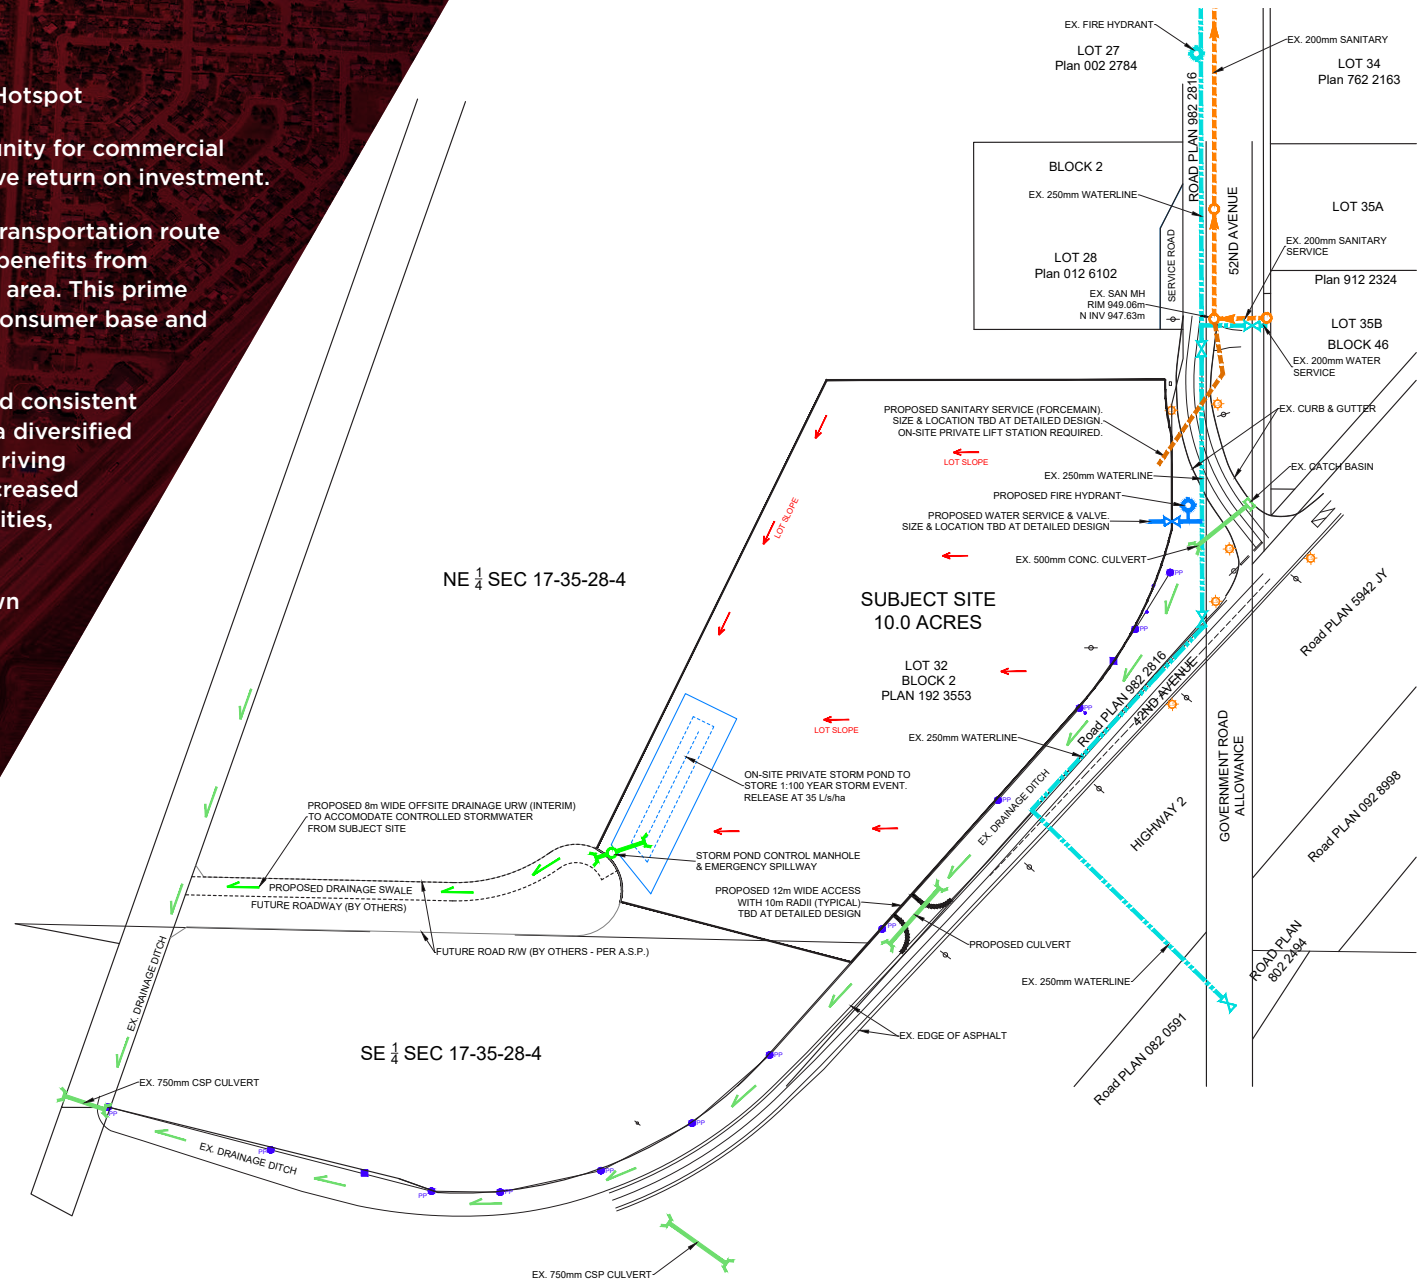 Hotspot
commercial
return on investment.
transportation route
benefits from
area. This prime
consumer base and
consistent
a diversified
EX. FIRE HYDRANT
LOT 27
Plan 002 2784
EX. 200mm SANITARY
LOT 34
Plan 762 2163
ROAD PLAN 982 2816
BLOCK 2
EX. 250mm WATERLINE
52ND AVENUE
LOT 35A
SERVICE ROAD
EX. 200mm SANITARY
SERVICE
LOT 28
Plan 012 6102
Plan 912 2324
EX. SAN MH
RIM 949.06m
N INV 947.63m
LOT 35B
BLOCK 46
EX. 200mm WATER
SERVICE
PROPOSED SANITARY SERVICE (FORCEMAIN).
SIZE & LOCATION TBD AT DETAILED DESIGN.
ON-SITE PRIVATE LIFT STATION REQUIRED.
EX. CURB & GUTTER
LOT SLOPE
EX. CATCH BASIN
EX. 250mm WATERLINE
PROPOSED FIRE HYDRANT
PROPOSED WATER SERVICE & VALVE.
SIZE & LOCATION TBD AT DETAILED DESIGN
LOT SLOPE
EX. 500mm CONC. CULVERT
NE 1/4 SEC 17-35-28-4
PP
SUBJECT SITE
10.0 ACRES
Road PLAN 5942 JY
PP
LOT 32
BLOCK 2
PLAN 192 3553
Road PLAN 982 2816
42ND AVENUE
PP
LOT SLOPE
EX. 250mm WATERLINE
GOVERNMENT ROAD
ALLOWANCE
ON-SITE PRIVATE STORM POND TO
STORE 1:100 YEAR STORM EVENT.
RELEASE AT 35 L/s/ha
EX. DRAINAGE DITCH
PP
HIGHWAY 2
Road PLAN 092 8998
PROPOSED 8m WIDE OFFSITE DRAINAGE URW (INTERIM)
TO ACCOMODATE CONTROLLED STORMWATER
FROM SUBJECT SITE
STORM POND CONTROL MANHOLE
& EMERGENCY SPILLWAY
PROPOSED DRAINAGE SWALE
FUTURE ROADWAY (BY OTHERS)
PROPOSED 12m WIDE ACCESS
WITH 10m RADII (TYPICAL)
TBD AT DETAILED DESIGN
PP
PROPOSED CULVERT
FUTURE ROAD R/W (BY OTHERS - PER A.S.P.)
ROAD PLAN
802 2494
EX. 250mm WATERLINE
EX. DRAINAGE DITCH
EX. EDGE OF ASPHALT
Road PLAN 082 0591
SE 1/4 SEC 17-35-28-4
PP
EX. 750mm CSP CULVERT
PP
PP
PP
EX. DRAINAGE DITCH
PP
PP
PP
EX. 750mm CSP CULVERT